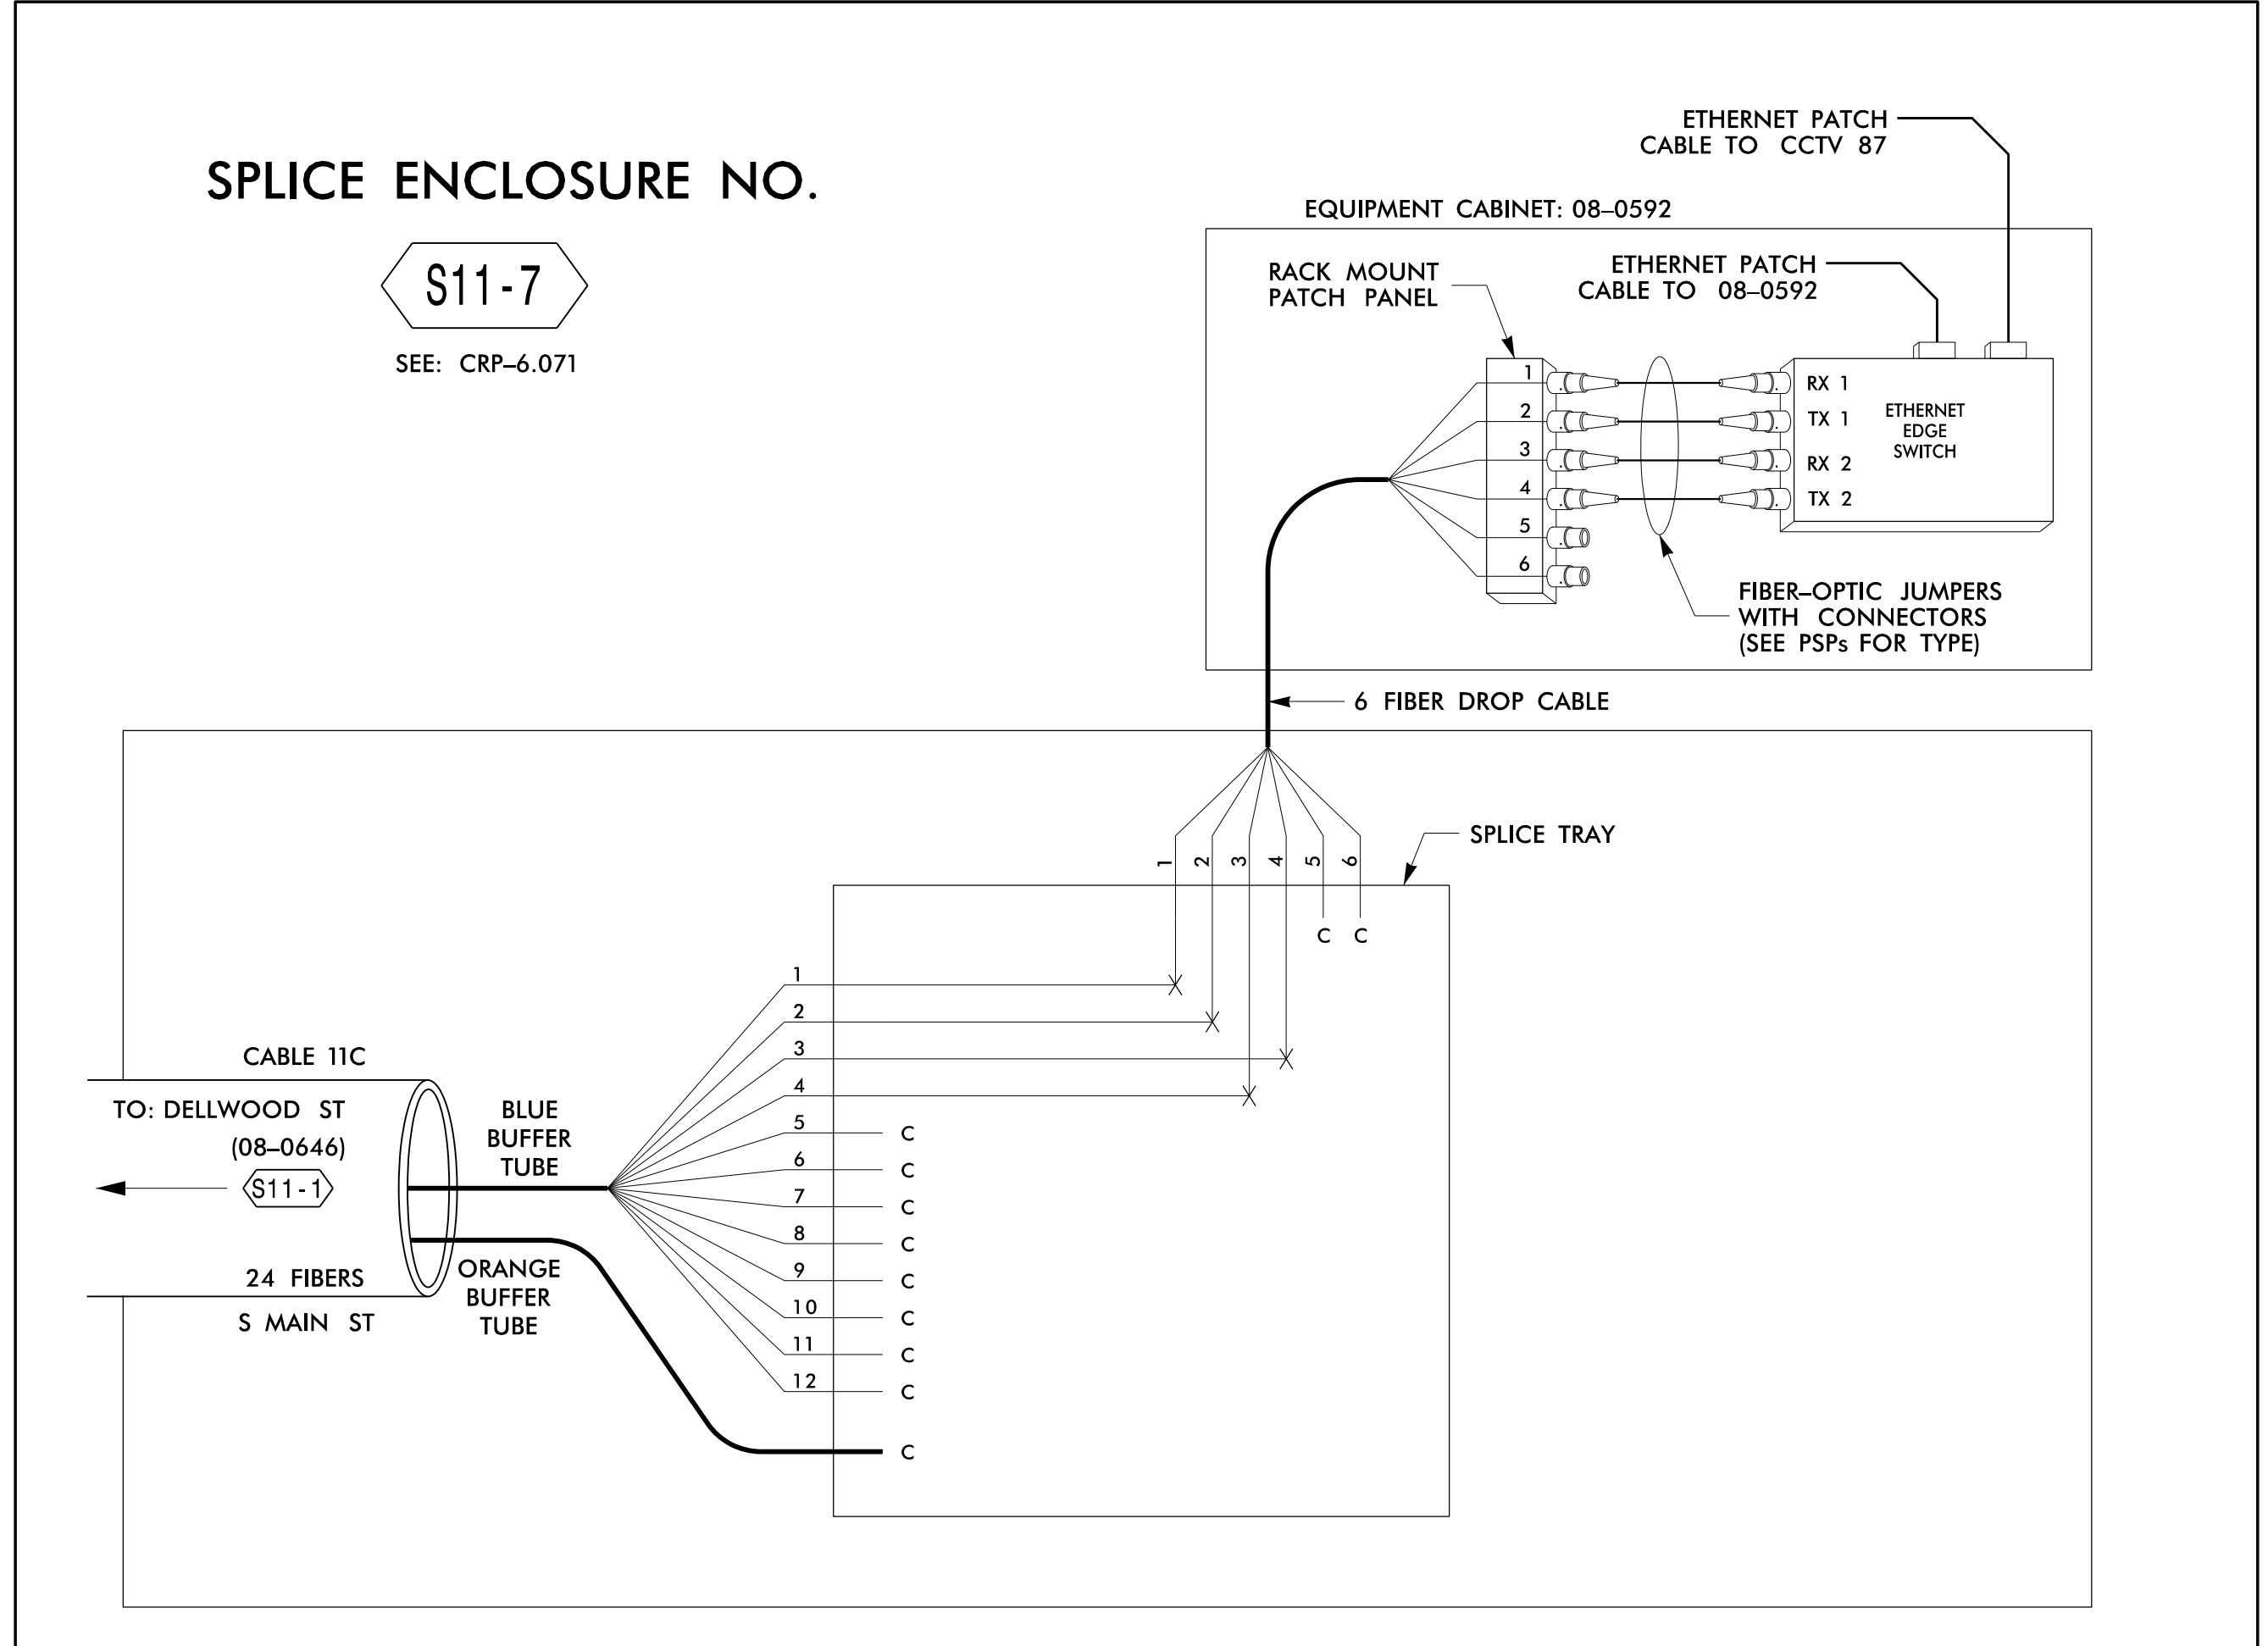 SPLICE ENCLOSURE NO.
S11-7
SEE: CRP–6.071
ETHERNET PATCH
CABLE TO CCTV 87
EQUIPMENT CABINET: 08–0592
RACK MOUNT
PATCH PANEL
ETHERNET PATCH
CABLE TO 08–0592
1
2
3
4
5
6
RX 1
TX 1
RX 2
TX 2
ETHERNET
EDGE
SWITCH
FIBER–OPTIC JUMPERS
WITH CONNECTORS
(SEE PSPs FOR TYPE)
6 FIBER DROP CABLE
1
2
3
4
5
6
SPLICE TRAY
C C
1
2
3
4
5 C
6 C
7 C
8 C
9 C
10 C
11 C
12 C
C
CABLE 11C
TO: DELLWOOD ST
(08–0646)
S11-1
24 FIBERS
S MAIN ST
BLUE
BUFFER
TUBE
ORANGE
BUFFER
TUBE